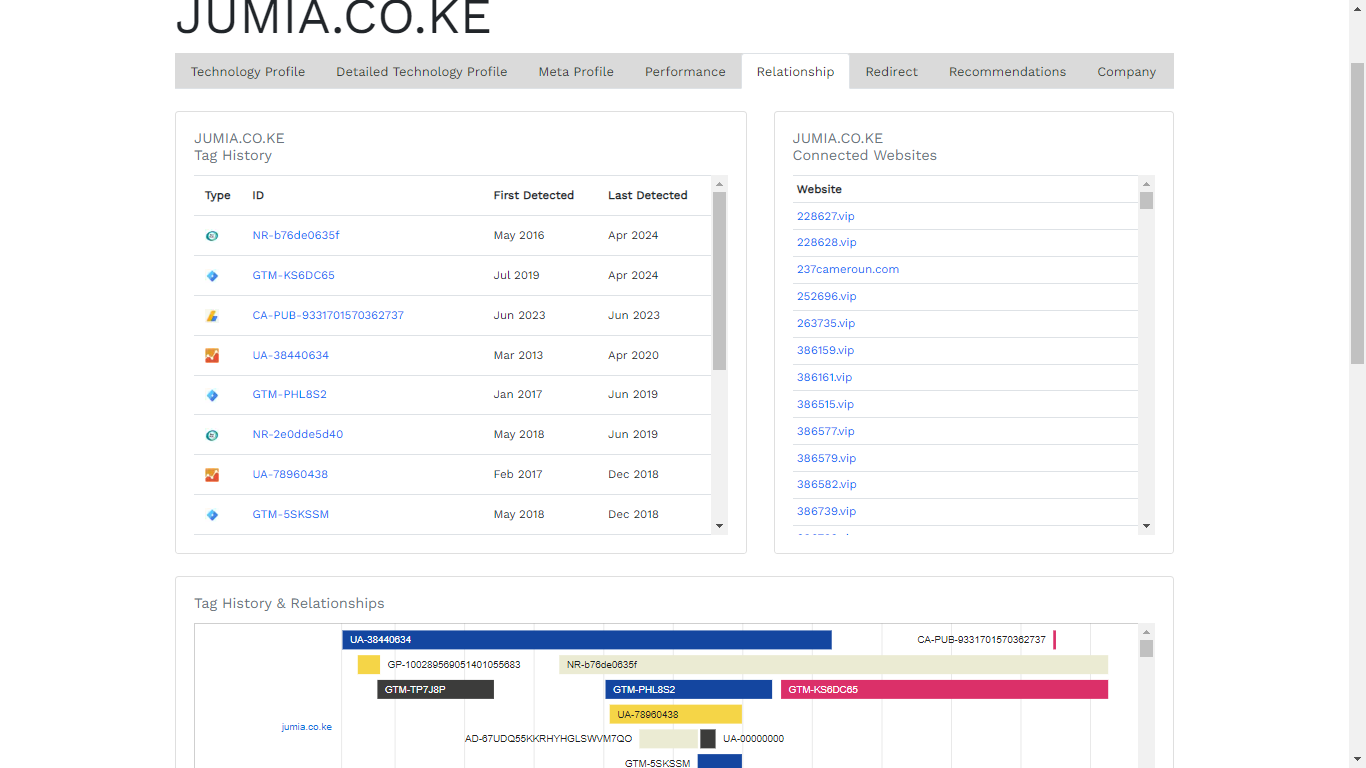 JUMIA.CO.KE
Technology Profile Detailed Technology Profile Meta Profile Performance Relationship Redirect Recommendations Company
JUMIA.CO.KE
Tag History
Type ID First Detected Last Detected
NR-b76de0635f May 2016 Apr 2024
GTM-KS6DC65 Jul 2019 Apr 2024
CA-PUB-9331701570362737 Jun 2023 Jun 2023
UA-38440634 Mar 2013 Apr 2020
GTM-PHL8S2 Jan 2017 Jun 2019
NR-2e0dde5d40 May 2018 Jun 2019
UA-78960438 Feb 2017 Dec 2018
GTM-5SKSSM May 2018 Dec 2018
JUMIA.CO.KE
Connected Websites
Website
228627.vip
228628.vip
237cameroun.com
252696.vip
263735.vip
386159.vip
386161.vip
386515.vip
386577.vip
386579.vip
386582.vip
386739.vip
Tag History & Relationships
UA-38440634 CA-PUB-9331701570362737
GP-100289569051401055683 NR-b76de0635f
GTM-TP7J8P GTM-PHL8S2 GTM-KS6DC65
UA-78960438
jumia.co.ke
AD-67UDQ55KKRHYHGLSWVM7QO UA-00000000
GTM-5SKSSM